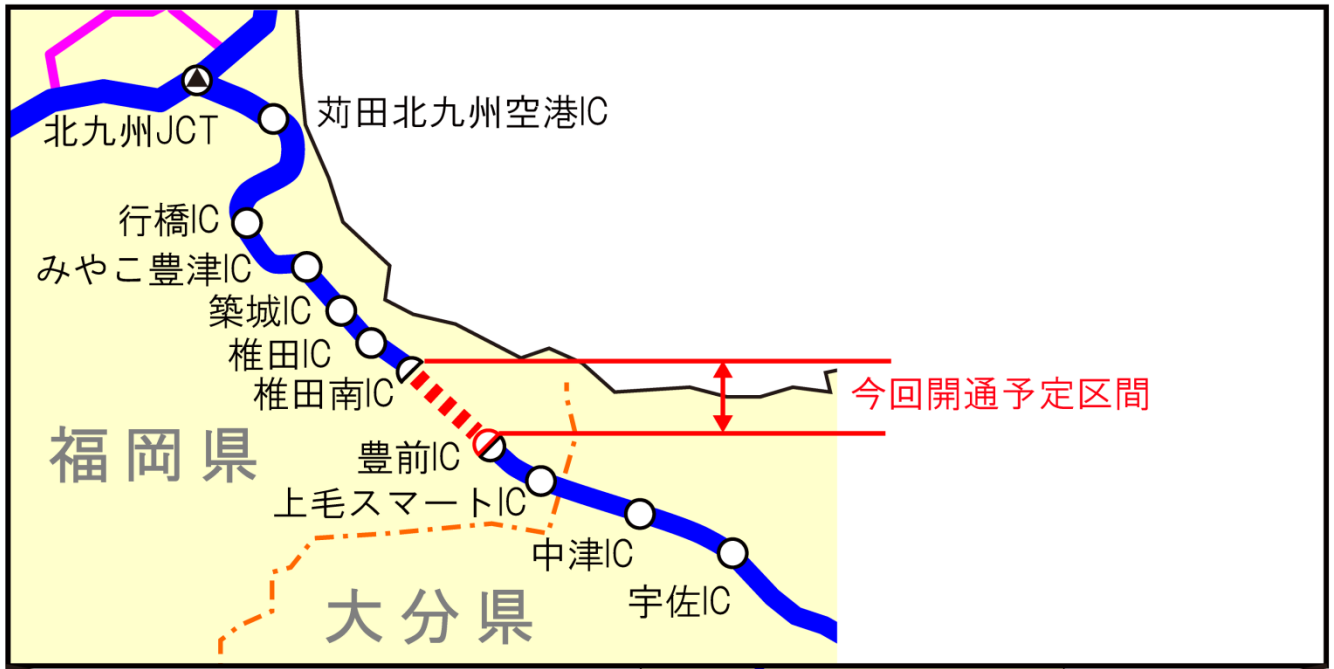 苅田北九州空港IC
北九州JCT
行橋IC
みやこ豊津IC
築城IC
椎田IC
椎田南IC
今回開通予定区間
福岡県
豊前IC
上毛スマートIC
中津IC
宇佐IC
大分県